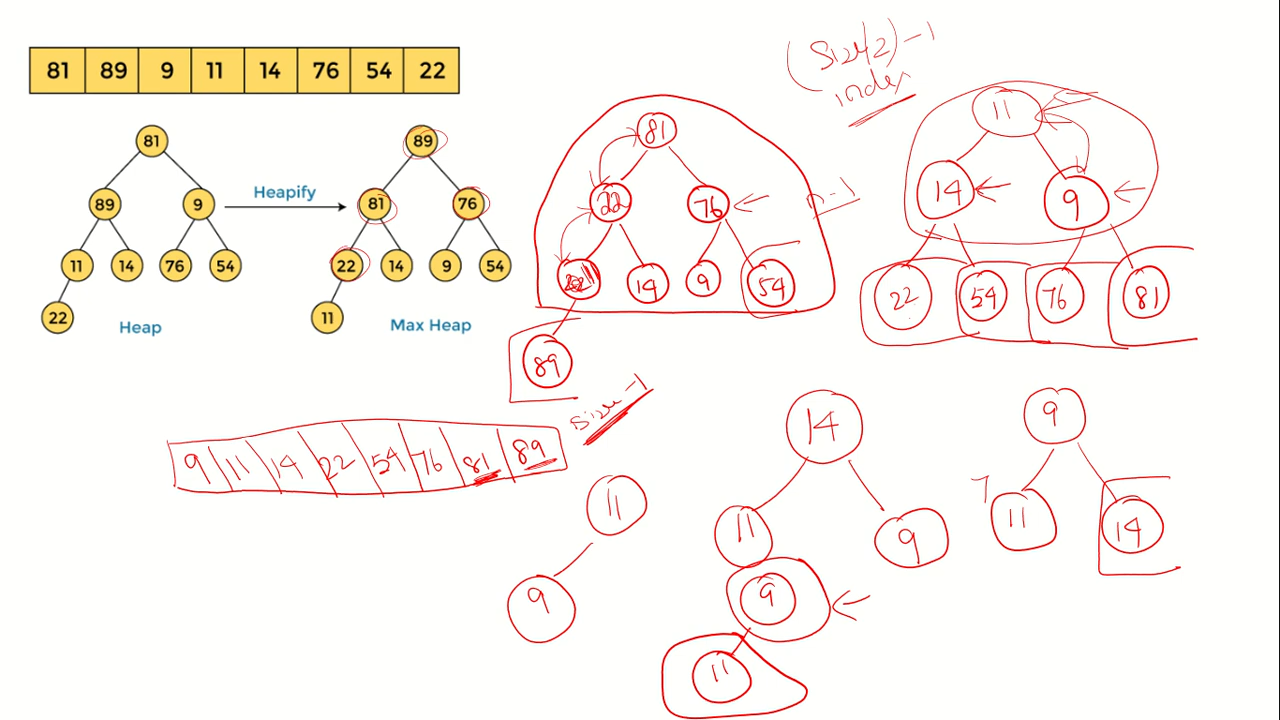 81 89 9 11 14 76 54 22
81
89 9
11 14 76 54
22
Heap
Heapify
89
81 76
22 14 9 54
11
Max Heap
81
22 76
11 14 9 54
89
n-1
(size/2)-1
index
11
14 9
22 54 76 81
9 11 14 22 54 76 81 89
size-1
11
9
14
11 9
9
11
9
11 14